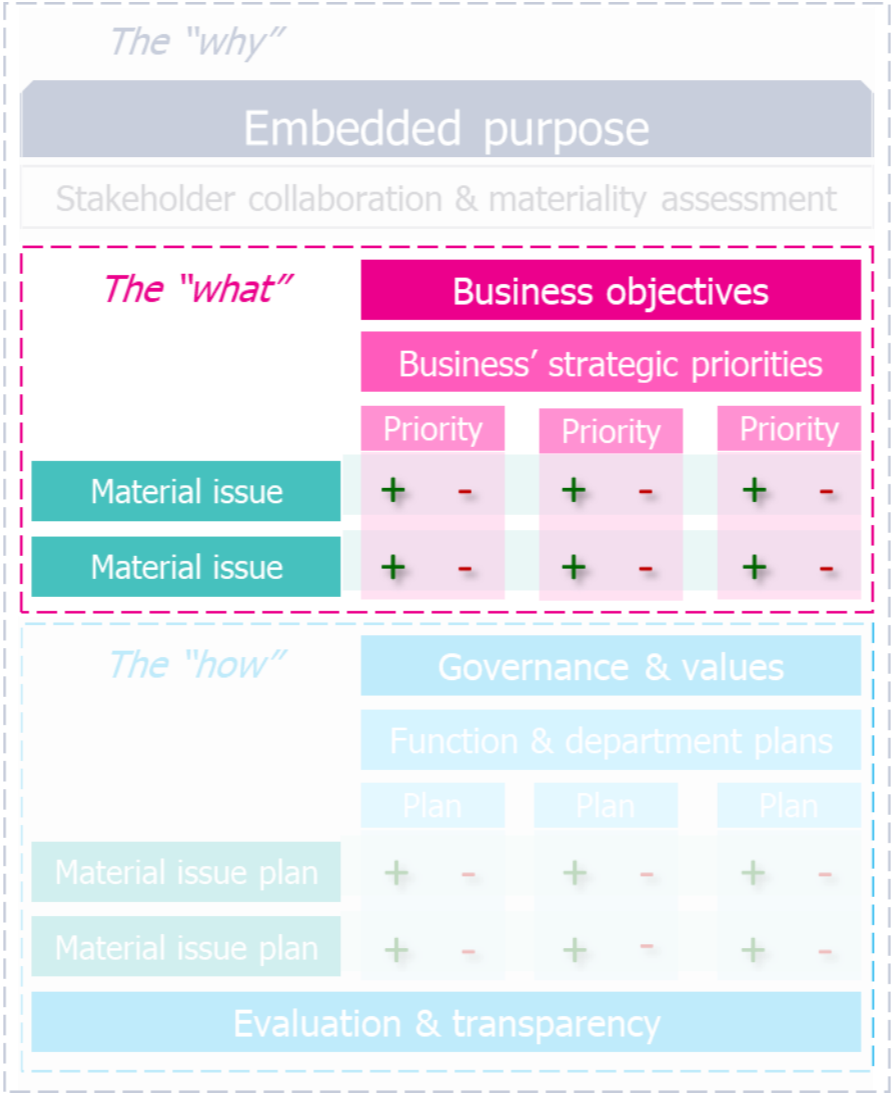 The “why”
Embedded purpose
Stakeholder collaboration & materiality assessment
The “what”
Business objectives
Business’ strategic priorities
Priority Priority Priority
Material issue + - + - + -
Material issue + - + - + -
The “how”
Governance & values
Function & department plans
Plan Plan Plan
Material issue plan + - + - + -
Material issue plan + - + - + -
Evaluation & transparency